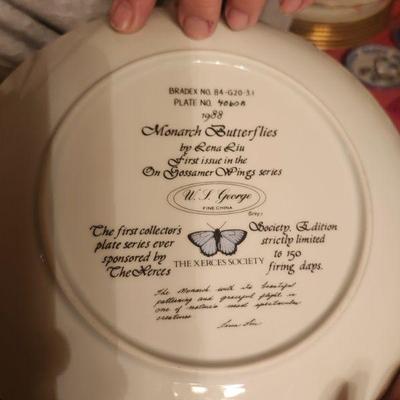 BRADEX NO. 84-G20-3.1
PLATE NO. 4060A
1988
Monarch Butterflies
by Lena Liu
First issue in the
On Gossamer Wings series
W. S. George
FINE CHINA
The first collector's
plate series ever
sponsored by
The Xerces
THE XERCES SOCIETY
Society, Edition
strictly limited
to 150
firing days.
The Monarch with its beautiful
patterning and graceful flight is
one of nature's most spectacular
creatures.
Lena Liu